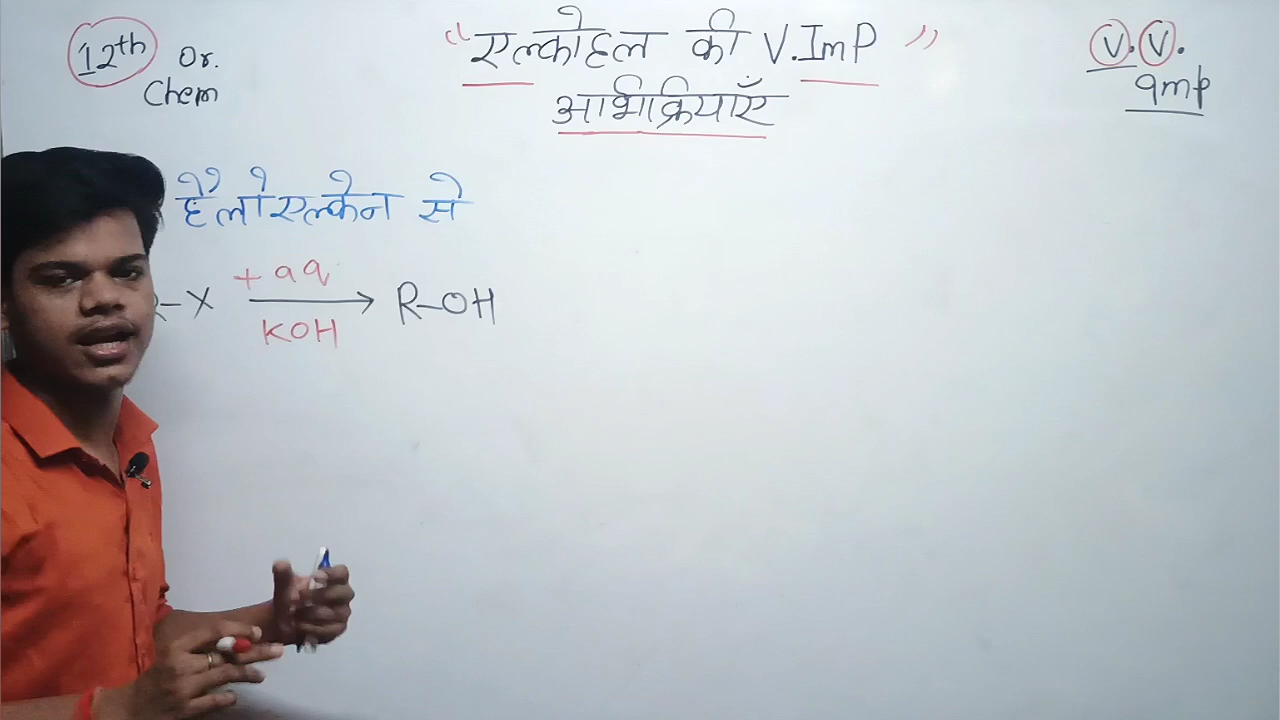 12th Or.
Chem
"एल्कोहल की V.ImP"
अभिक्रियाएँ
V.V.
Imp
हैलोएल्केन से
R-X +aq/KOH → R-OH